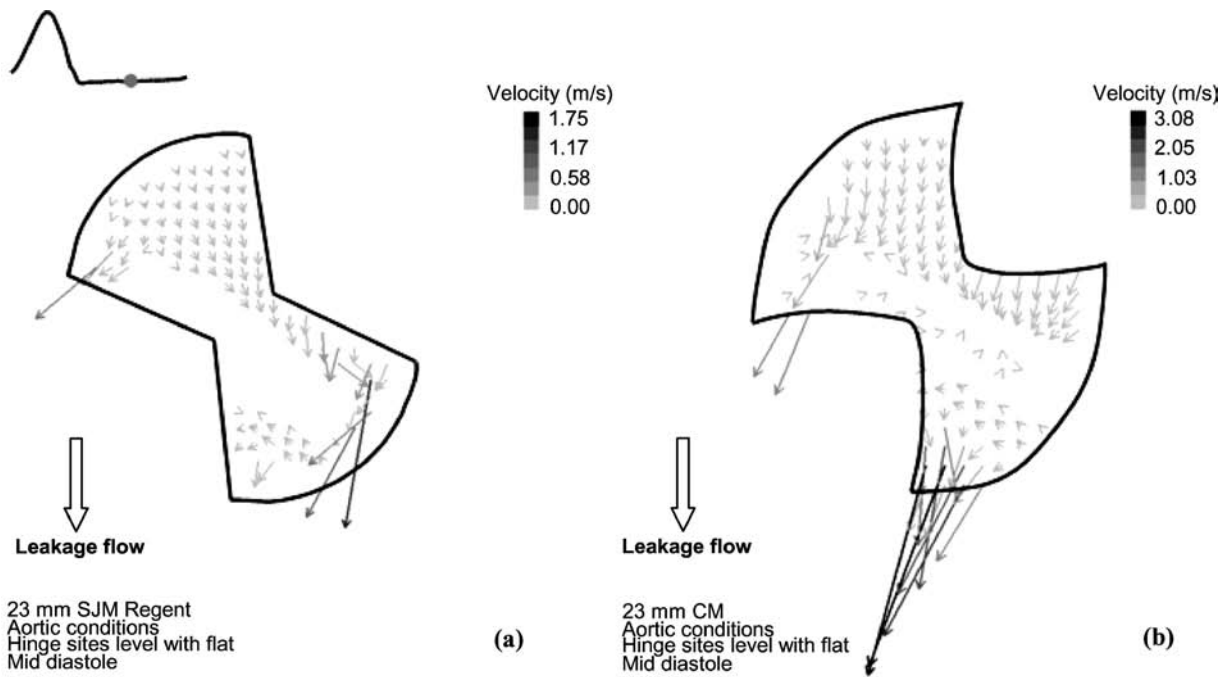 Velocity (m/s)
1.75
1.17
0.58
0.00
Leakage flow
23 mm SJM Regent
Aortic conditions
Hinge sites level with flat
Mid diastole
(a)
Velocity (m/s)
3.08
2.05
1.03
0.00
Leakage flow
23 mm CM
Aortic conditions
Hinge sites level with flat
Mid diastole
(b)